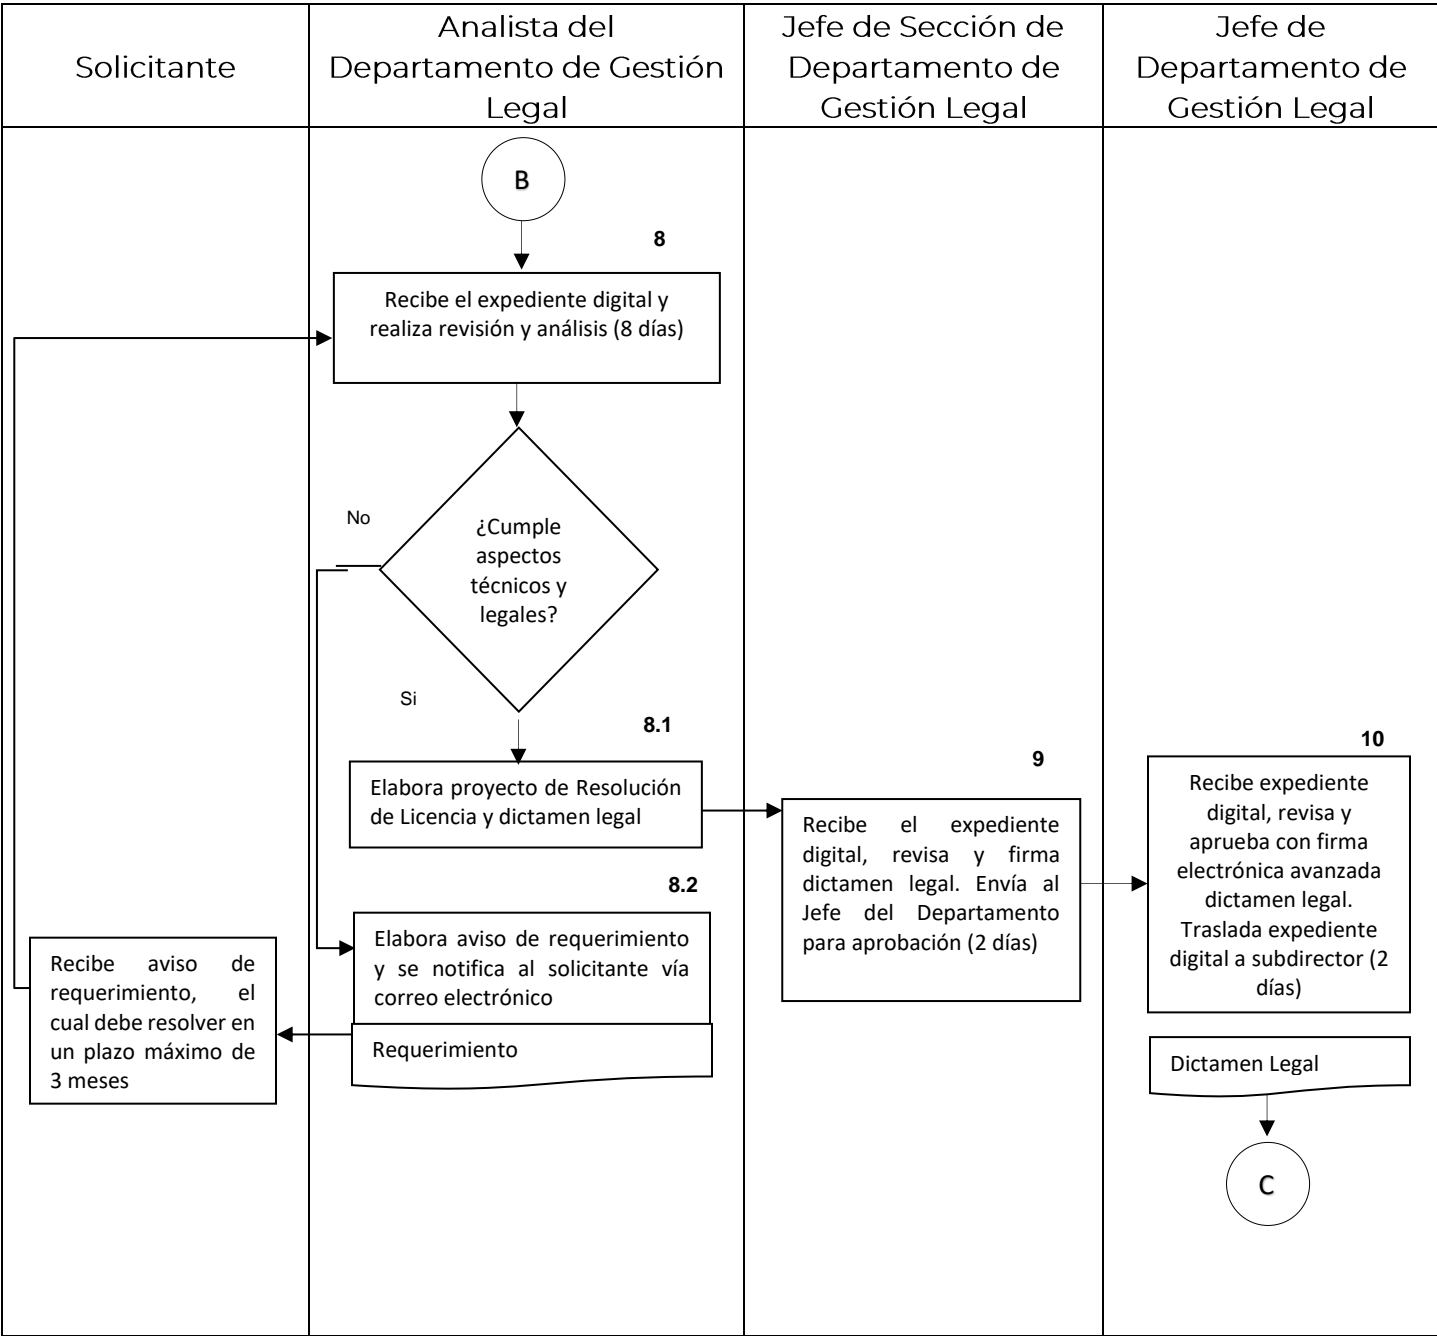 Solicitante
Analista del
Departamento de Gestión
Legal
Jefe de Sección de
Departamento de
Gestión Legal
Jefe de
Departamento de
Gestión Legal
B
8
Recibe el expediente digital y
realiza revisión y análisis (8 días)
No
¿Cumple
aspectos
técnicos y
legales?
Si
8.1
Elabora proyecto de Resolución
de Licencia y dictamen legal
8.2
Elabora aviso de requerimiento
y se notifica al solicitante vía
correo electrónico
Requerimiento
Recibe aviso de
requerimiento, el
cual debe resolver en
un plazo máximo de
3 meses
9
Recibe el expediente
digital, revisa y firma
dictamen legal. Envía al
Jefe del Departamento
para aprobación (2 días)
10
Recibe expediente
digital, revisa y
aprueba con firma
electrónica avanzada
dictamen legal.
Traslada expediente
digital a subdirector (2
días)
Dictamen Legal
C